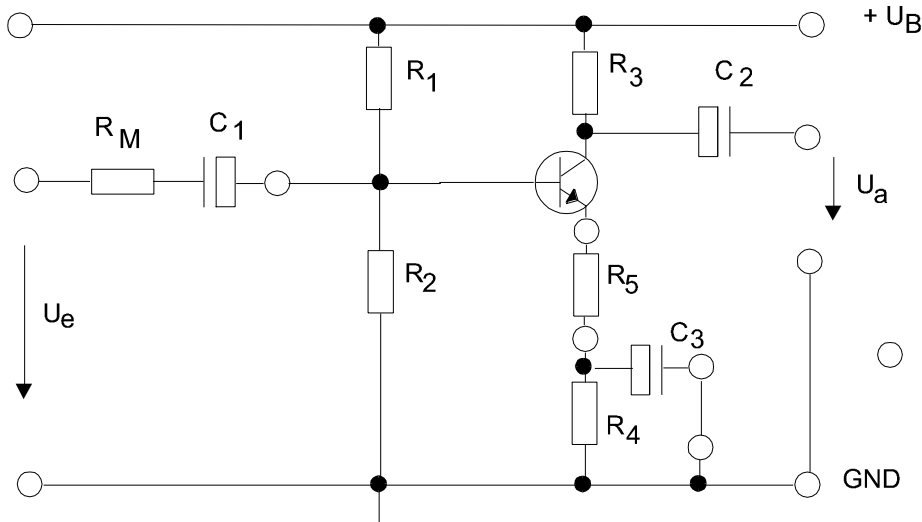 + U_B
R_1
R_3
C_2
R_M
C_1
U_a
R_2
R_5
U_e
C_3
R_4
GND